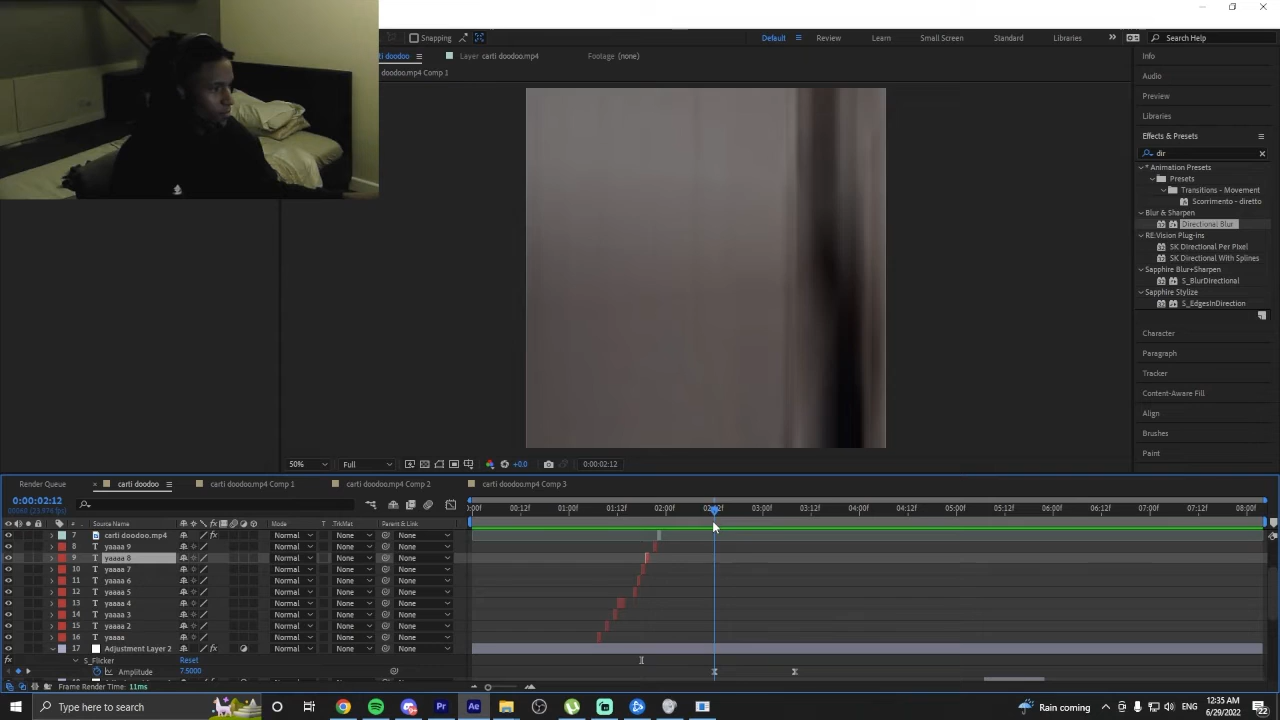 Snapping
Default Review Learn Small Screen Standard Libraries Search Help
carti doodoo Layer carti doodoo.mp4 Footage (none)
doodoo.mp4 Comp 1
Info
Audio
Preview
Libraries
Effects & Presets
dir
* Animation Presets
Presets
Transitions - Movement
Scorrimento - diretto
Blur & Sharpen
Directional Blur
RE:Vision Plug-ins
SK Directional Per Pixel
SK Directional With Splines
Sapphire Blur+Sharpen
S_BlurDirectional
Sapphire Stylize
S_EdgesInDirection
Character
Paragraph
Tracker
Content-Aware Fill
Align
Brushes
Paint
50% Full +0.0 0:00:02:12
Render Queue carti doodoo carti doodoo.mp4 Comp 1 carti doodoo.mp4 Comp 2 carti doodoo.mp4 Comp 3
0:00:02:12
00060 (23.976 fps)
:00f 00:12f 01:00f 01:12f 02:00f 02:12f 03:00f 03:12f 04:00f 04:12f 05:00f 05:12f 06:00f 06:12f 07:00f 07:12f 08:00f
# Source Name Mode T TrkMat Parent & Link
7 carti doodoo.mp4 Normal None None
8 yaaaa 9 Normal None None
9 yaaaa 8 Normal None None
10 yaaaa 7 Normal None None
11 yaaaa 6 Normal None None
12 yaaaa 5 Normal None None
13 yaaaa 4 Normal None None
14 yaaaa 3 Normal None None
15 yaaaa 2 Normal None None
16 yaaaa Normal None None
17 Adjustment Layer 2 Normal None None
fx S_Flicker Reset
Amplitude 7.5000
Frame Render Time: 11ms
Type here to search
Rain coming
12:35 AM
6/29/2022